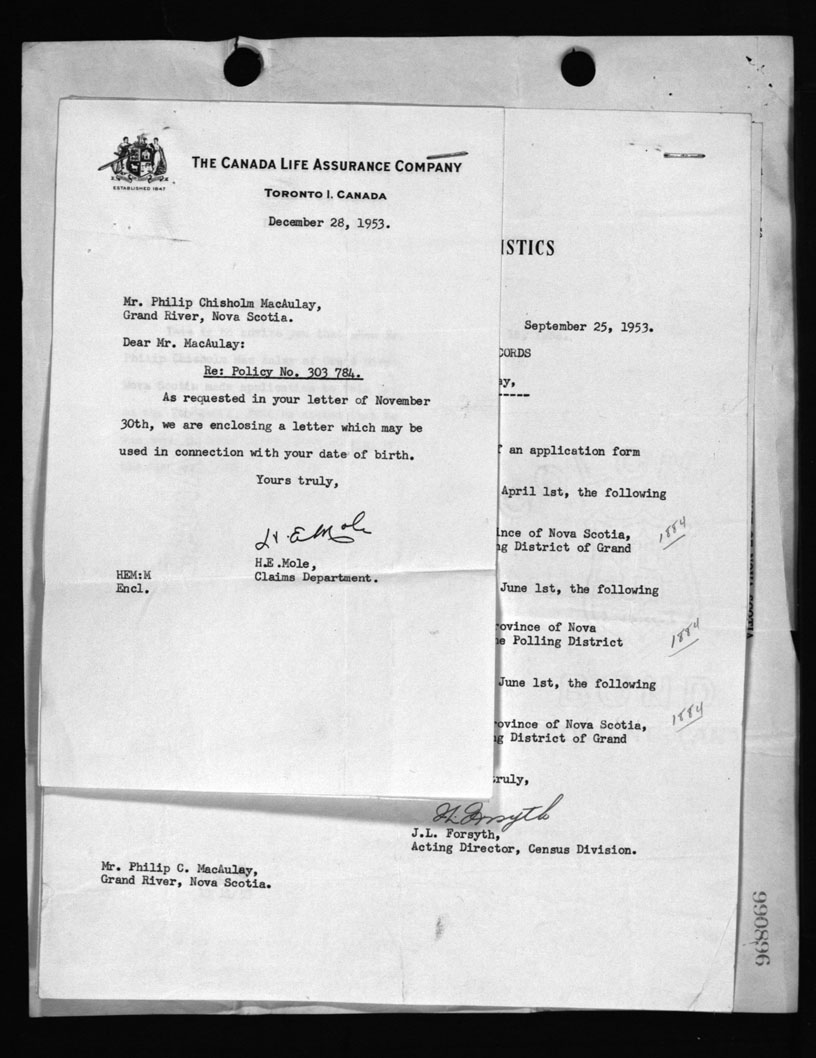 ESTABLISHED 1847
THE CANADA LIFE ASSURANCE COMPANY
TORONTO 1. CANADA
December 28, 1953.
Mr. Philip Chisholm MacAulay,
Grand River, Nova Scotia.
Dear Mr. MacAulay:
Re: Policy No. 303 784.
As requested in your letter of November
30th, we are enclosing a letter which may be
used in connection with your date of birth.
Yours truly,
H.E.Mole
H.E.Mole,
Claims Department.
HEM:M
Encl.
ISTICS
September 25, 1953.
CORDS
ay,
f an application form
April 1st, the following
ince of Nova Scotia,
ng District of Grand
1884
June 1st, the following
rovince of Nova
he Polling District
1884
June 1st, the following
rovince of Nova Scotia,
ng District of Grand
1884
truly,
J.L. Forsyth,
Acting Director, Census Division.
Mr. Philip C. MacAulay,
Grand River, Nova Scotia.
9908966